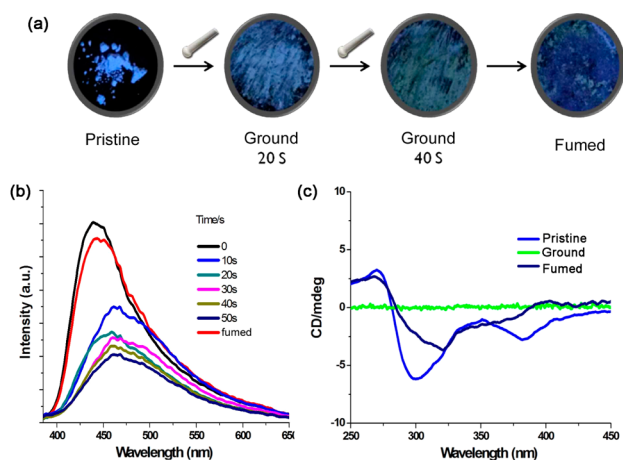 (a)
Pristine
Ground
20 S
Ground
40 S
Fumed
(b)
Intensity (a.u.)
Time/s
0
10s
20s
30s
40s
50s
fumed
400 450 500 550 600 650
Wavelength (nm)
(c)
CD/mdeg
10
5
0
-5
-10
Pristine
Ground
Fumed
250 300 350 400 450
Wavelength (nm)